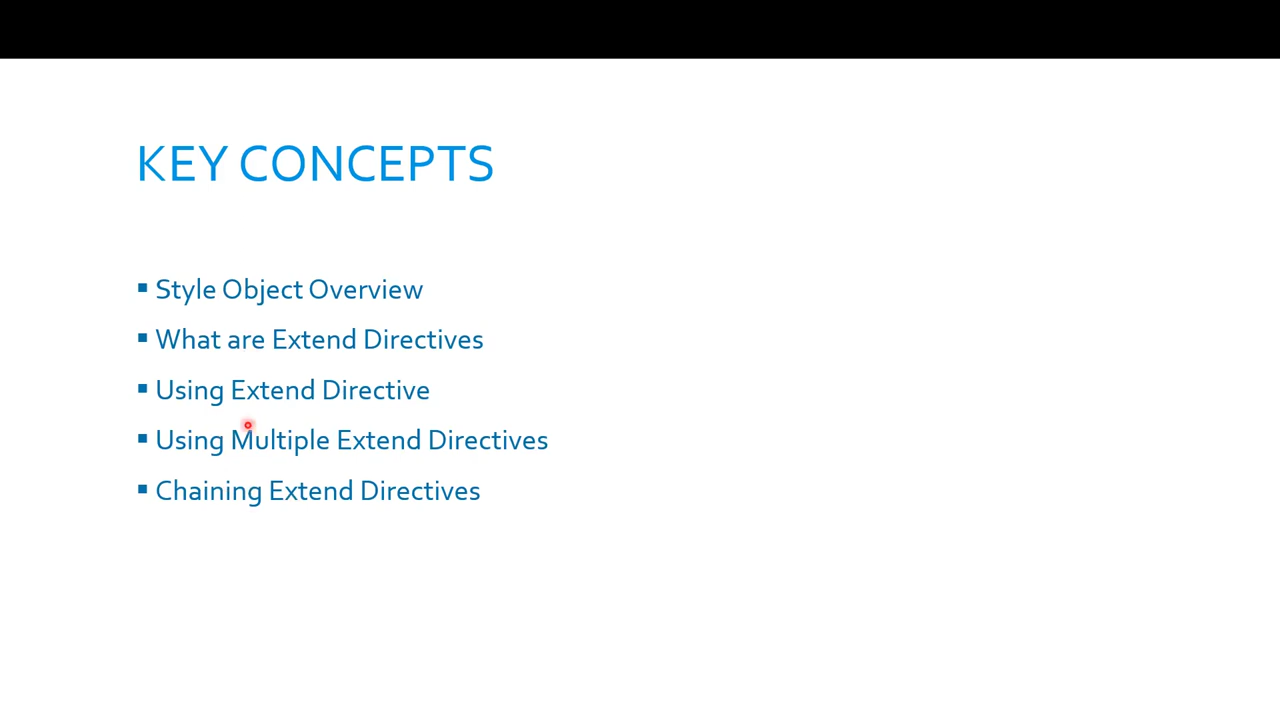 KEY CONCEPTS
▪ Style Object Overview
▪ What are Extend Directives
▪ Using Extend Directive
▪ Using Multiple Extend Directives
▪ Chaining Extend Directives